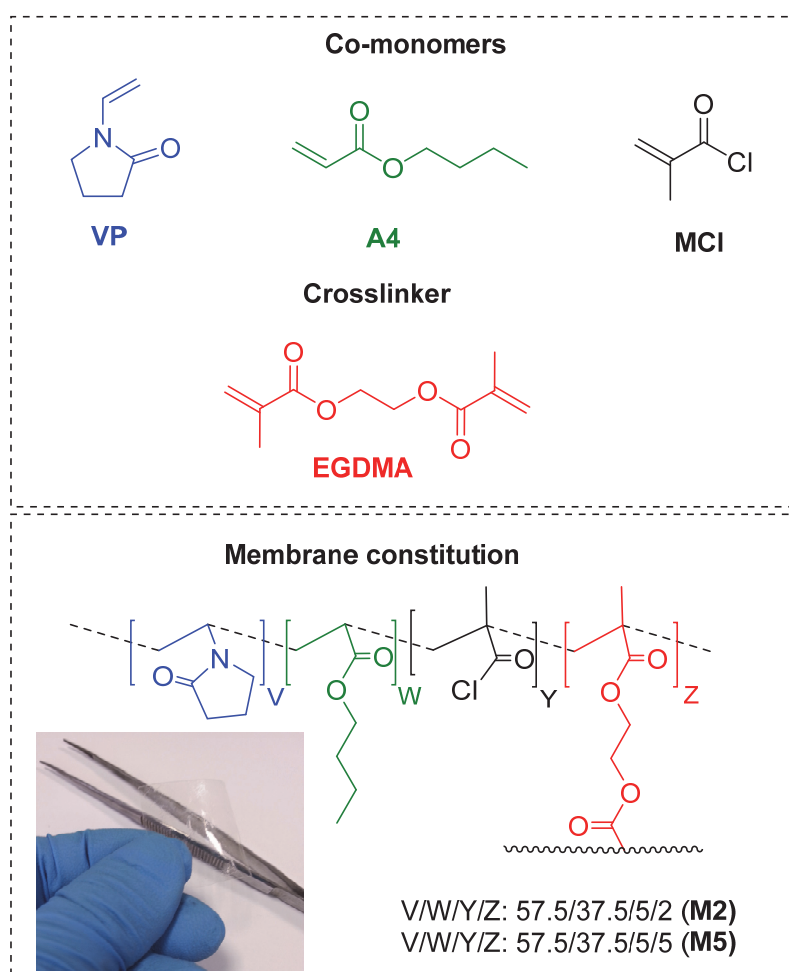 Co-monomers
N
O
VP
O
O
A4
O
Cl
MCl
Crosslinker
O
O
O
O
EGDMA
Membrane constitution
N
O
V
O
O
W
O
Cl
Y
O
O
O
O
Z
V/W/Y/Z: 57.5/37.5/5/2 (M2)
V/W/Y/Z: 57.5/37.5/5/5 (M5)